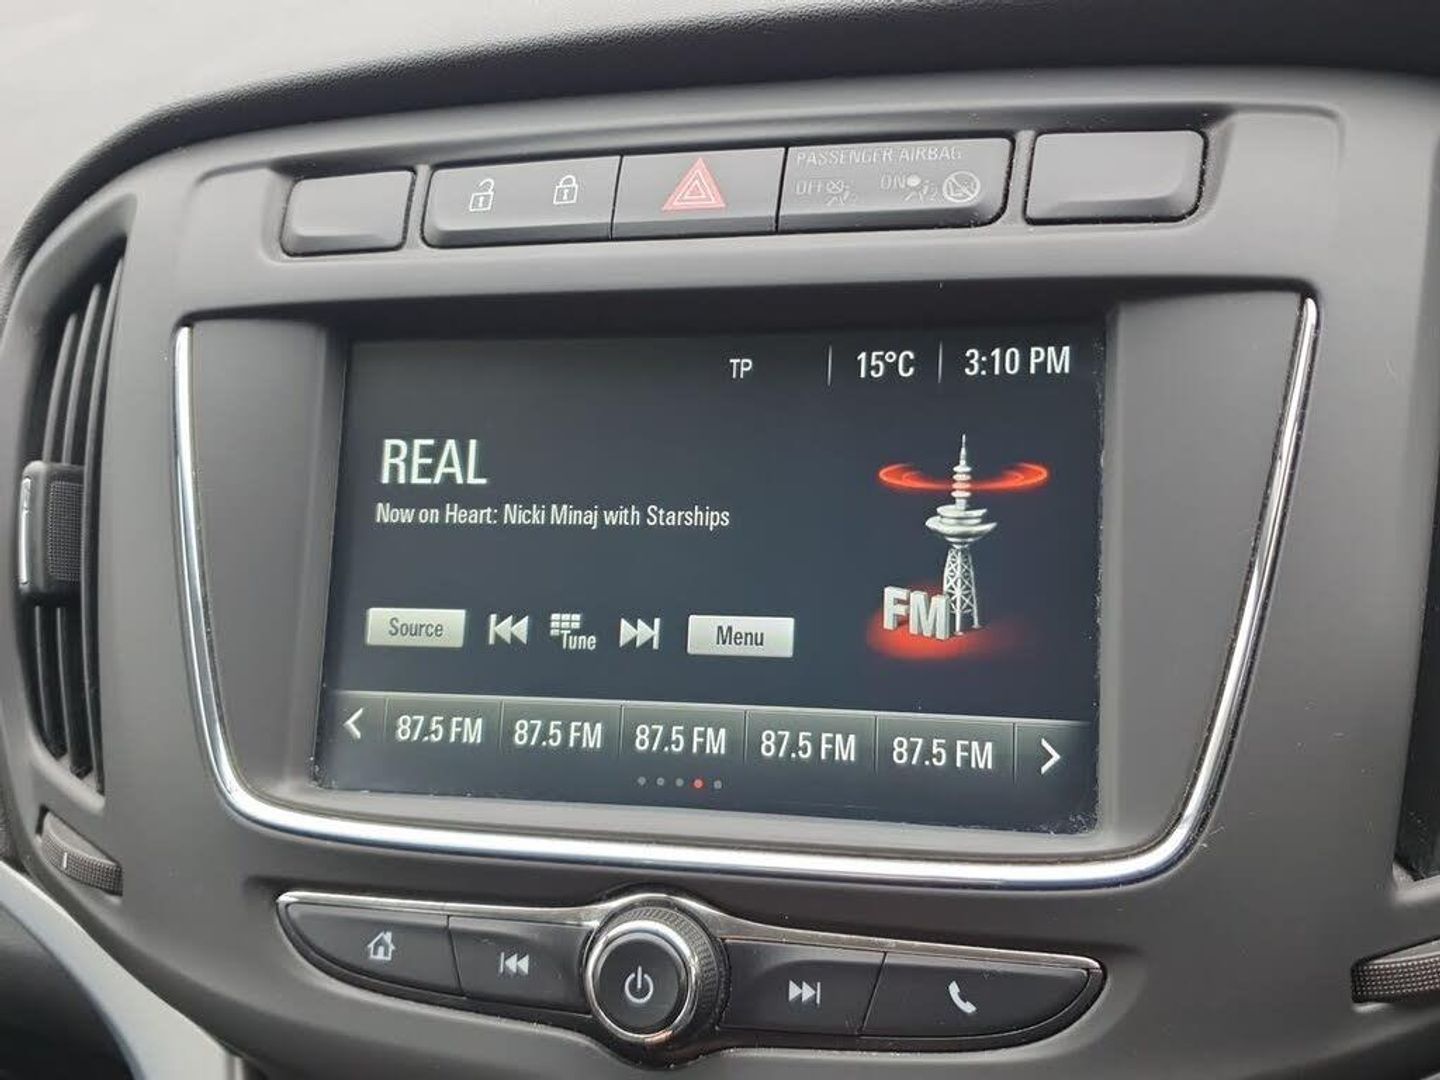 PASSENGER AIRBAG
OFF ON
TP 15°C 3:10 PM
REAL
Now on Heart: Nicki Minaj with Starships
FM
Source Tune Menu
87.5 FM 87.5 FM 87.5 FM 87.5 FM 87.5 FM